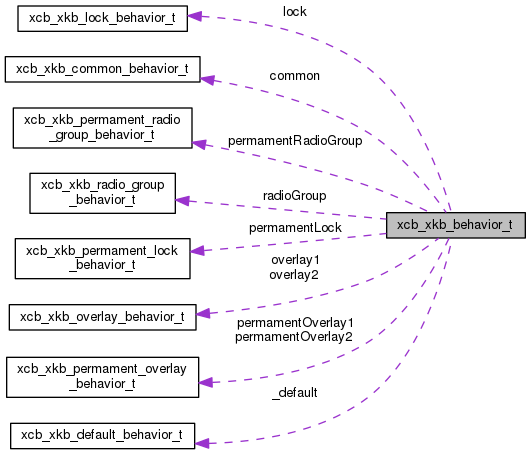 xcb_xkb_lock_behavior_t
lock
xcb_xkb_common_behavior_t
common
xcb_xkb_permament_radio
_group_behavior_t
permamentRadioGroup
xcb_xkb_radio_group
_behavior_t
radioGroup
xcb_xkb_behavior_t
xcb_xkb_permament_lock
_behavior_t
permamentLock
overlay1
overlay2
xcb_xkb_overlay_behavior_t
permamentOverlay1
permamentOverlay2
xcb_xkb_permament_overlay
_behavior_t
_default
xcb_xkb_default_behavior_t